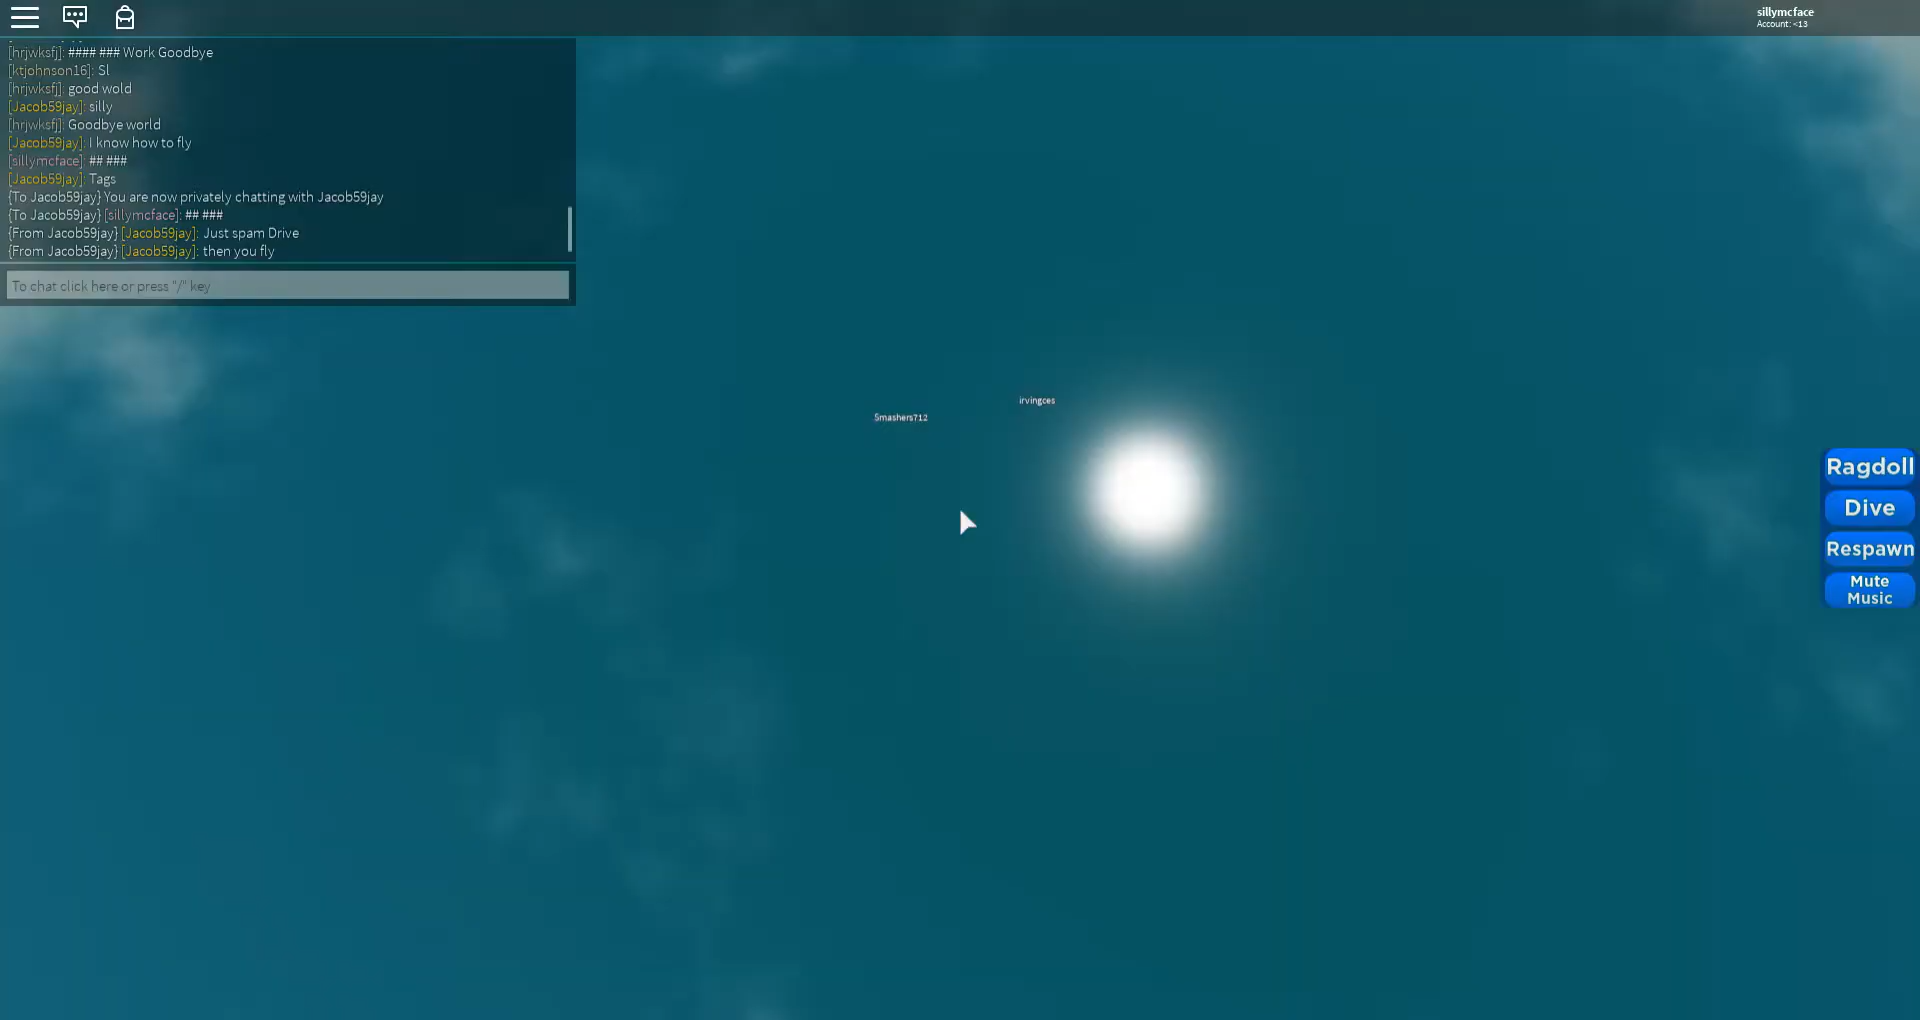 sillymcface
Account: <13
[hrjwksfj]: #### ### Work Goodbye
[ktjohnson16]: Sl
[hrjwksfj]: good wold
[Jacob59jay]: silly
[hrjwksfj]: Goodbye world
[Jacob59jay]: I know how to fly
[sillymcface]: ## ###
[Jacob59jay]: Tags
{To Jacob59jay} You are now privately chatting with Jacob59jay
{To Jacob59jay} [sillymcface]: ## ###
{From Jacob59jay} [Jacob59jay]: Just spam Drive
{From Jacob59jay} [Jacob59jay]: then you fly
To chat click here or press "/" key
irvingces
Smashers712
Ragdoll
Dive
Respawn
Mute
Music